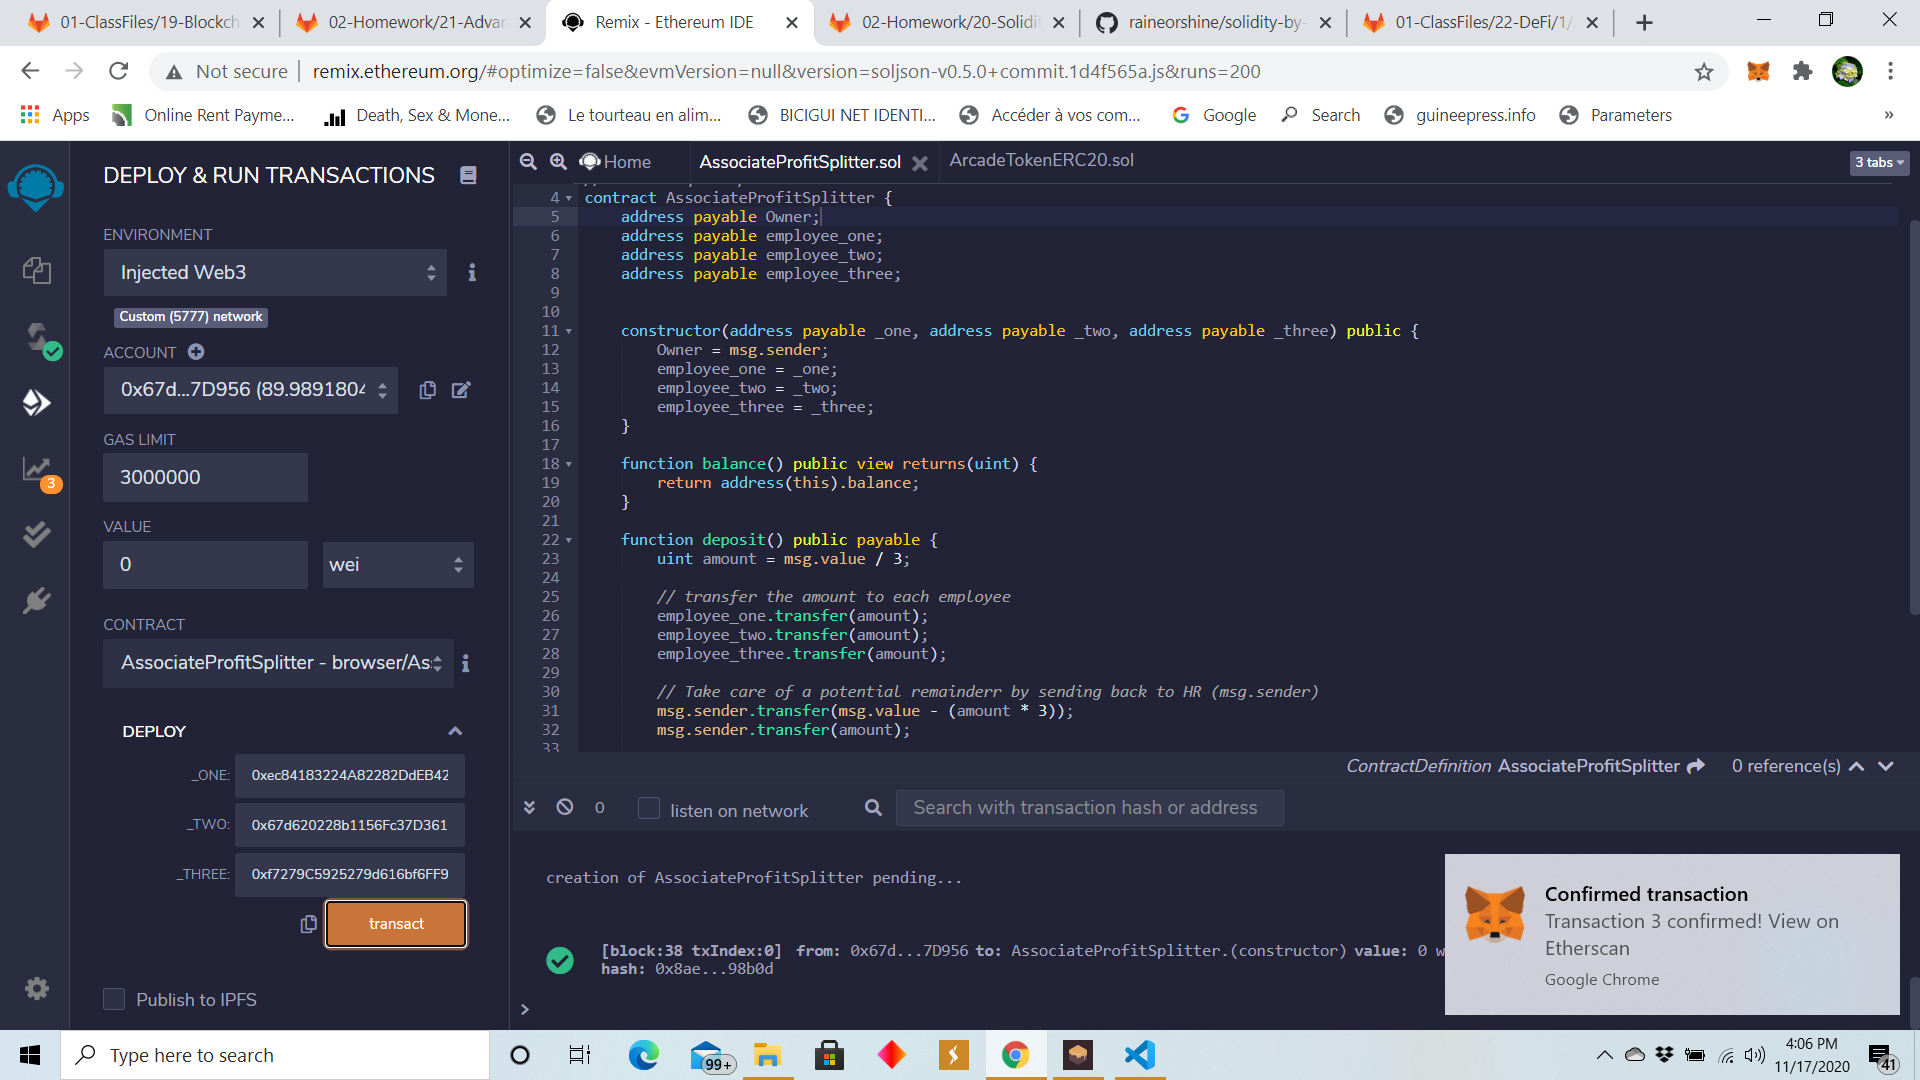 01-ClassFiles/19-Blockch
02-Homework/21-Advan
Remix - Ethereum IDE
02-Homework/20-Solidit
raineorshine/solidity-by-
01-ClassFiles/22-DeFi/1/
Not secure
remix.ethereum.org/#optimize=false&evmVersion=null&version=soljson-v0.5.0+commit.1d4f565a.js&runs=200
Apps
Online Rent Payme...
Death, Sex & Mone...
Le tourteau en alim...
BICIGUI NET IDENTI...
Accéder à vos com...
Google
Search
guineepress.info
Parameters
»
DEPLOY & RUN TRANSACTIONS
ENVIRONMENT
Injected Web3
Custom (5777) network
ACCOUNT
0x67d...7D956 (89.9891804
GAS LIMIT
3000000
VALUE
0
wei
CONTRACT
AssociateProfitSplitter - browser/As
DEPLOY
_ONE: 0xec84183224A82282DdEB42
_TWO: 0x67d620228b1156Fc37D361
_THREE: 0xf7279C5925279d616bf6FF9
transact
Publish to IPFS
3
Home
AssociateProfitSplitter.sol
ArcadeTokenERC20.sol
3 tabs
4 contract AssociateProfitSplitter {
5 address payable Owner;
6 address payable employee_one;
7 address payable employee_two;
8 address payable employee_three;
9
10
11 constructor(address payable _one, address payable _two, address payable _three) public {
12 Owner = msg.sender;
13 employee_one = _one;
14 employee_two = _two;
15 employee_three = _three;
16 }
17
18 function balance() public view returns(uint) {
19 return address(this).balance;
20 }
21
22 function deposit() public payable {
23 uint amount = msg.value / 3;
24
25 // transfer the amount to each employee
26 employee_one.transfer(amount);
27 employee_two.transfer(amount);
28 employee_three.transfer(amount);
29
30 // Take care of a potential remainderr by sending back to HR (msg.sender)
31 msg.sender.transfer(msg.value - (amount * 3));
32 msg.sender.transfer(amount);
33
ContractDefinition AssociateProfitSplitter
0 reference(s)
0
listen on network
Search with transaction hash or address
creation of AssociateProfitSplitter pending...
[block:38 txIndex:0] from: 0x67d...7D956 to: AssociateProfitSplitter.(constructor) value: 0 w
hash: 0x8ae...98b0d
>
Confirmed transaction
Transaction 3 confirmed! View on
Etherscan
Google Chrome
Type here to search
99+
4:06 PM
11/17/2020
41